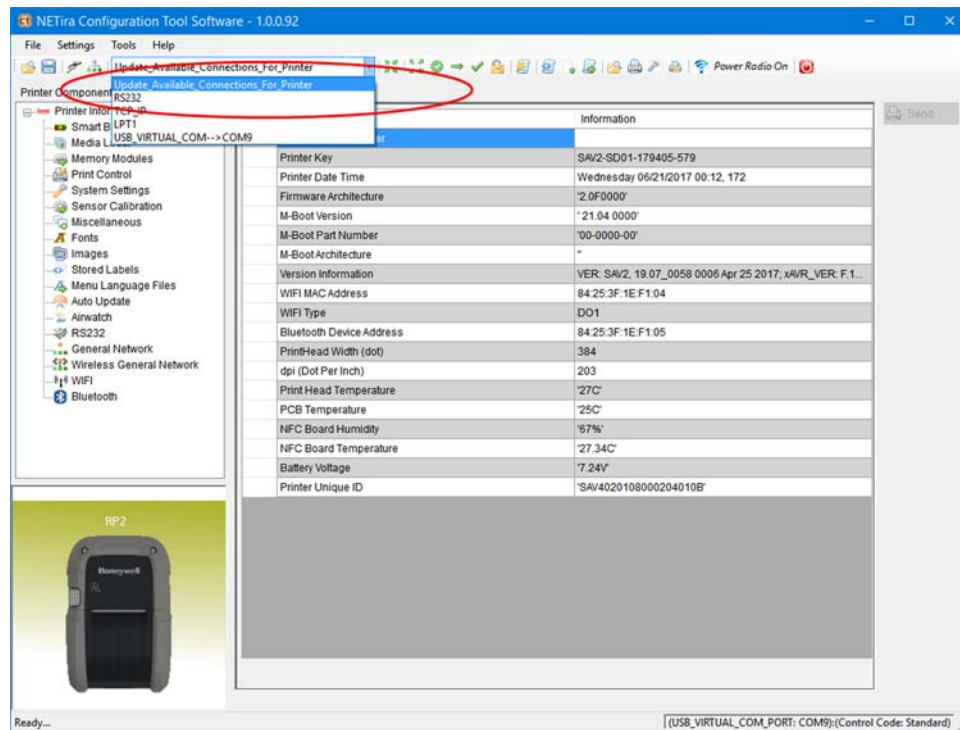 NETira Configuration Tool Software - 1.0.0.92
File Settings Tools Help
Update_Available_Connections_For_Printer
Power Radio On
Update_Available_Connections_For_Printer
RS232
TCP_IP
LPT1
USB_VIRTUAL_COM-->COM9
Printer Component
Printer Infor
Smart B
Media L
Memory Modules
Print Control
System Settings
Sensor Calibration
Miscellaneous
Fonts
Images
Stored Labels
Menu Language Files
Auto Update
Airwatch
RS232
General Network
Wireless General Network
WIFI
Bluetooth
Information
er
Printer Key SAV2-SD01-179405-579
Printer Date Time Wednesday 06/21/2017 00:12, 172
Firmware Architecture '2.0F0000'
M-Boot Version ' 21.04 0000'
M-Boot Part Number '00-0000-00'
M-Boot Architecture "
Version Information VER: SAV2, 19.07_0058 0006 Apr 25 2017; xAVR_VER: F.1...
WIFI MAC Address 84:25:3F:1E:F1:04
WIFI Type DO1
Bluetooth Device Address 84:25:3F:1E:F1:05
PrintHead Width (dot) 384
dpi (Dot Per Inch) 203
Print Head Temperature '27C'
PCB Temperature '25C'
NFC Board Humidity '67%'
NFC Board Temperature '27.34C'
Battery Voltage '7.24V'
Printer Unique ID 'SAV4020108000204010B'
Send
RP2
Honeywell
Ready...
(USB_VIRTUAL_COM_PORT: COM9):(Control Code: Standard)